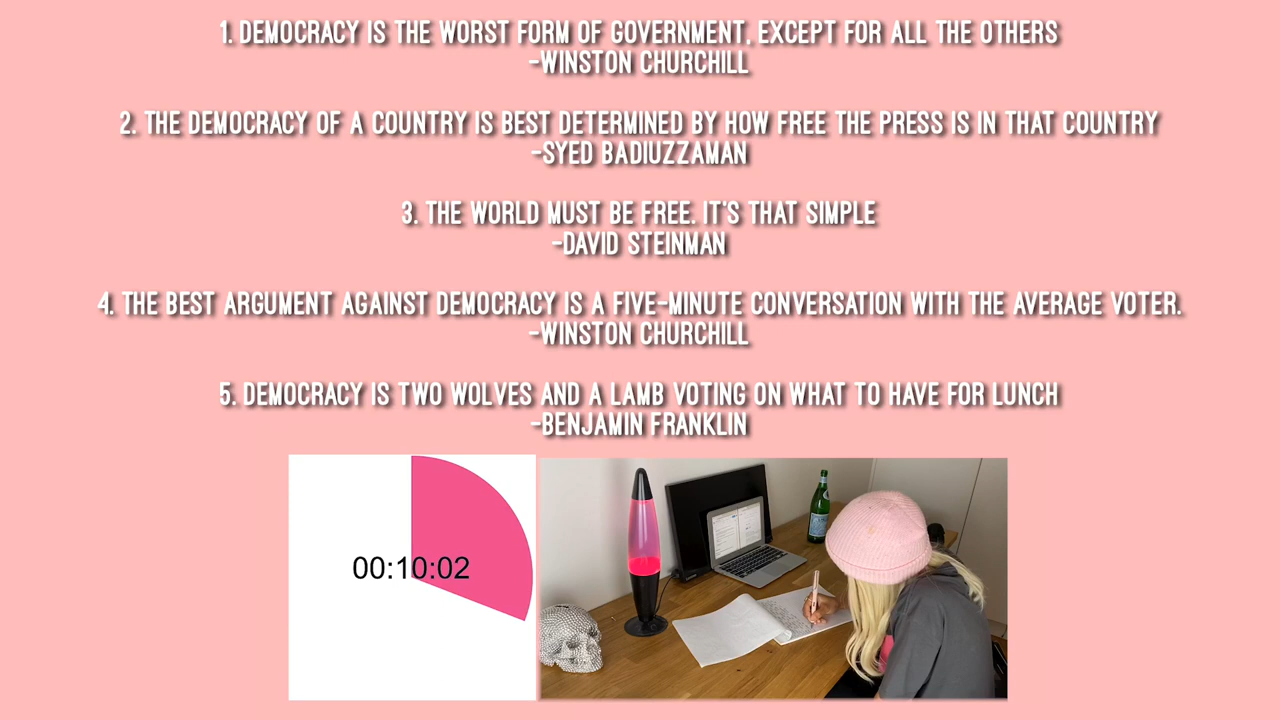 1. DEMOCRACY IS THE WORST FORM OF GOVERNMENT, EXCEPT FOR ALL THE OTHERS
-WINSTON CHURCHILL
2. THE DEMOCRACY OF A COUNTRY IS BEST DETERMINED BY HOW FREE THE PRESS IS IN THAT COUNTRY
-SYED BADIUZZAMAN
3. THE WORLD MUST BE FREE. IT'S THAT SIMPLE
-DAVID STEINMAN
4. THE BEST ARGUMENT AGAINST DEMOCRACY IS A FIVE-MINUTE CONVERSATION WITH THE AVERAGE VOTER.
-WINSTON CHURCHILL
5. DEMOCRACY IS TWO WOLVES AND A LAMB VOTING ON WHAT TO HAVE FOR LUNCH
-BENJAMIN FRANKLIN
00:10:02